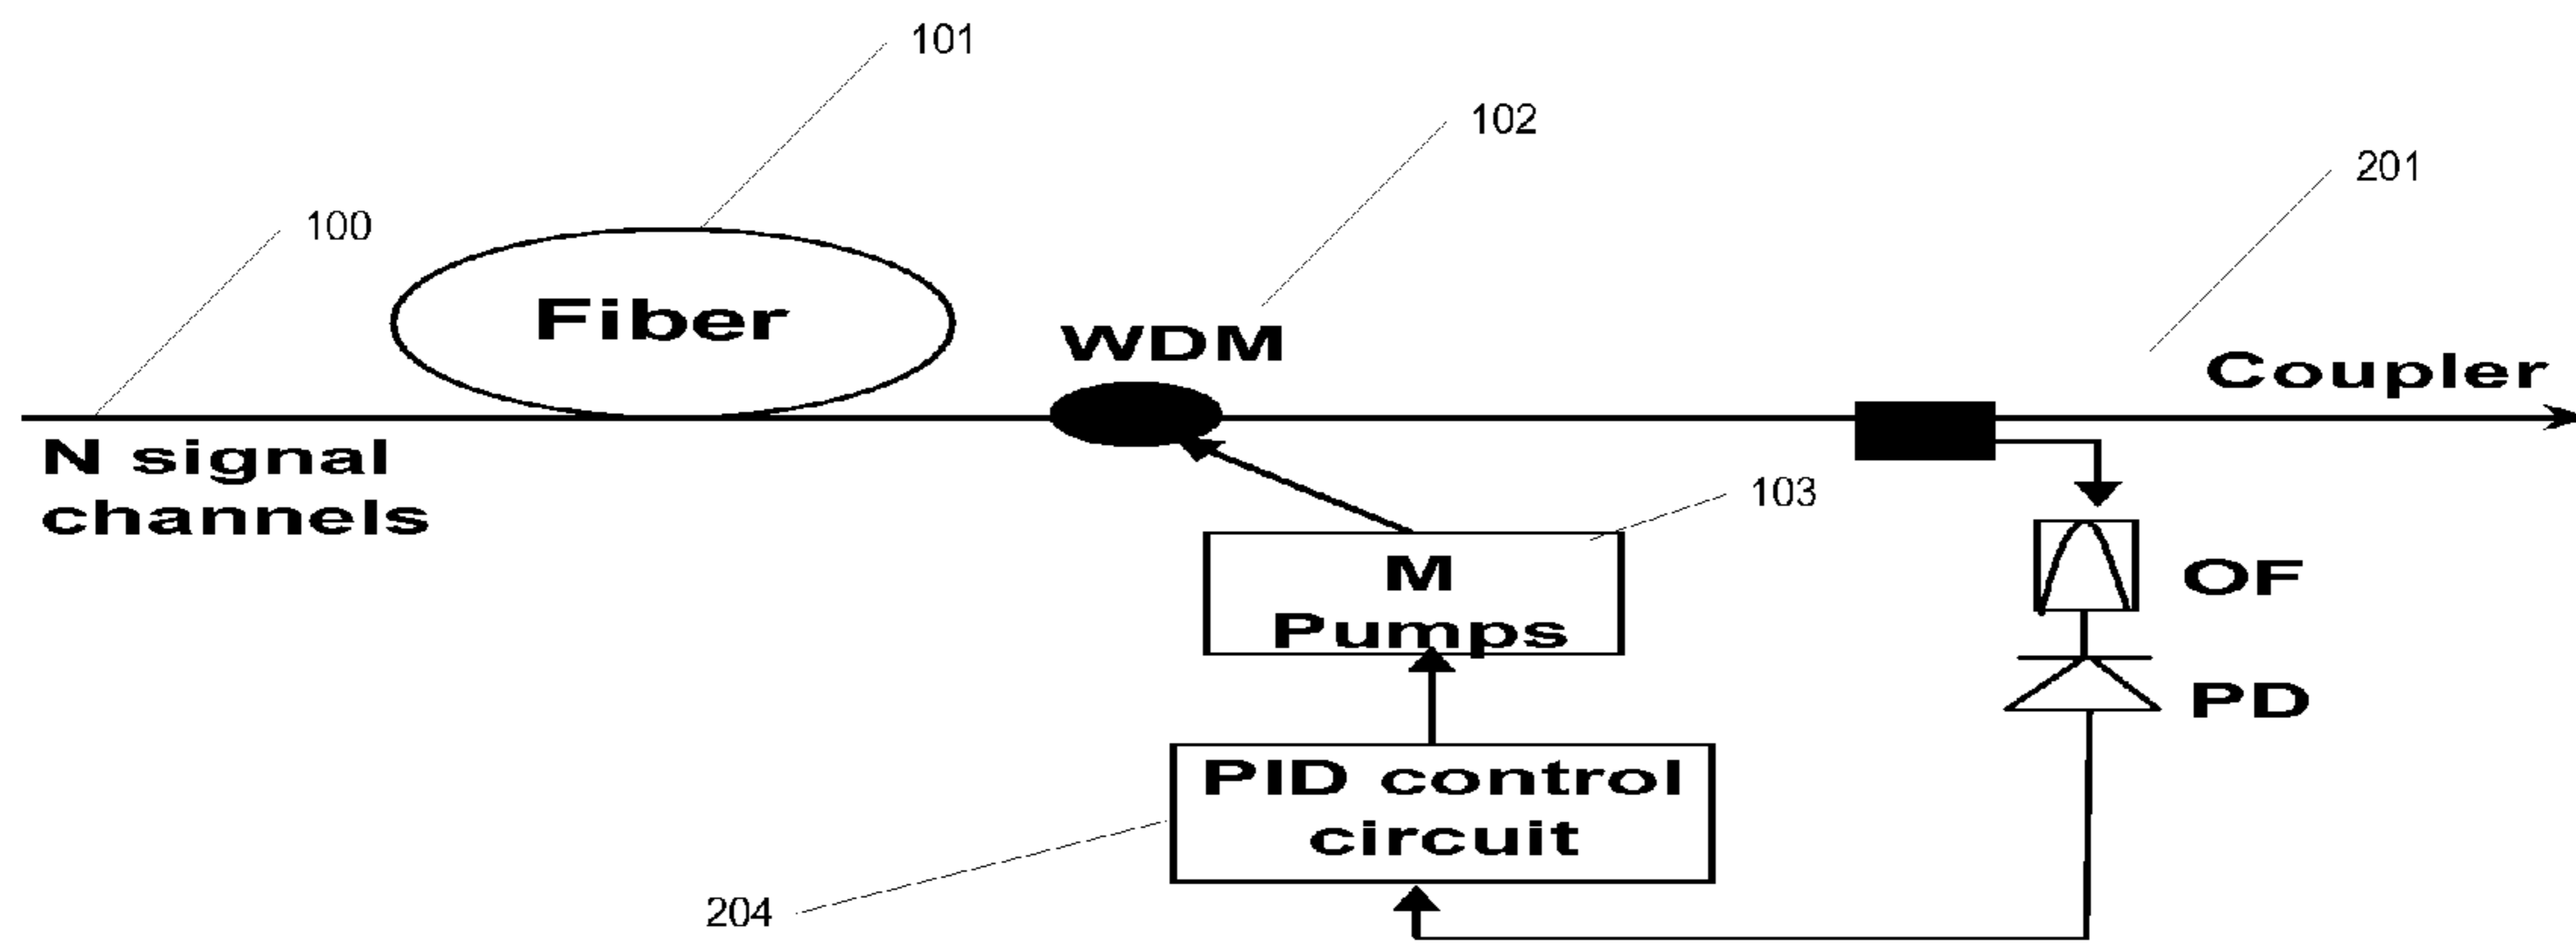 101
102
201
100
Fiber
WDM
Coupler
N signal
channels
103
M
Pumps
OF
PD
PID control
circuit
204